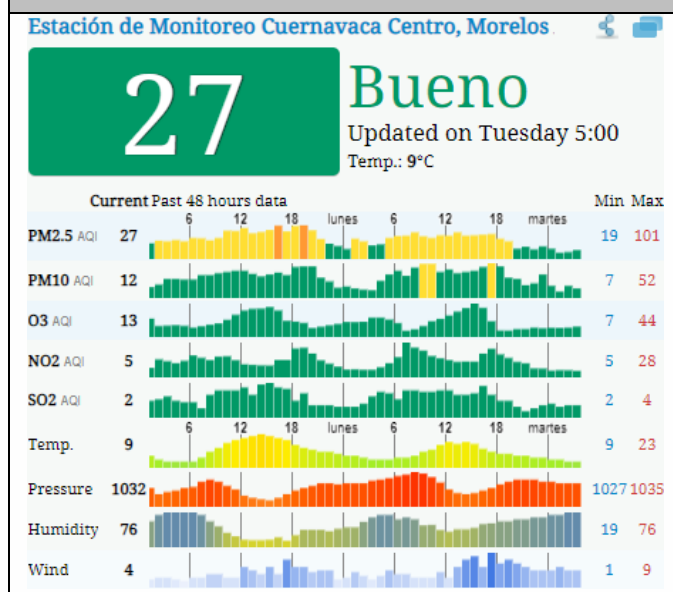 Estación de Monitoreo Cuernavaca Centro, Morelos.
27
Bueno
Updated on Tuesday 5:00
Temp.: 9°C
Current Past 48 hours data Min Max
6 12 18 lunes 6 12 18 martes
PM2.5 AQI 27 19 101
PM10 AQI 12 7 52
O3 AQI 13 7 44
NO2 AQI 5 5 28
SO2 AQI 2 2 4
6 12 18 lunes 6 12 18 martes
Temp. 9 9 23
Pressure 1032 1027 1035
Humidity 76 19 76
Wind 4 1 9